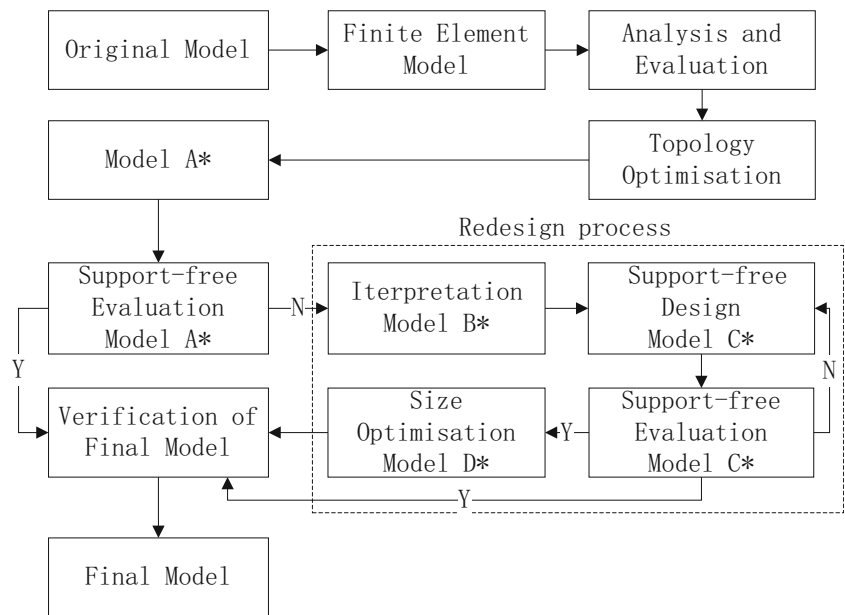 Original Model
Finite Element
Model
Analysis and
Evaluation
Model A*
Topology
Optimisation
Redesign process
Support-free
Evaluation
Model A*
N
Iterpretation
Model B*
Support-free
Design
Model C*
Y
N
Verification of
Final Model
Size
Optimisation
Model D*
Y
Support-free
Evaluation
Model C*
Y
Final Model